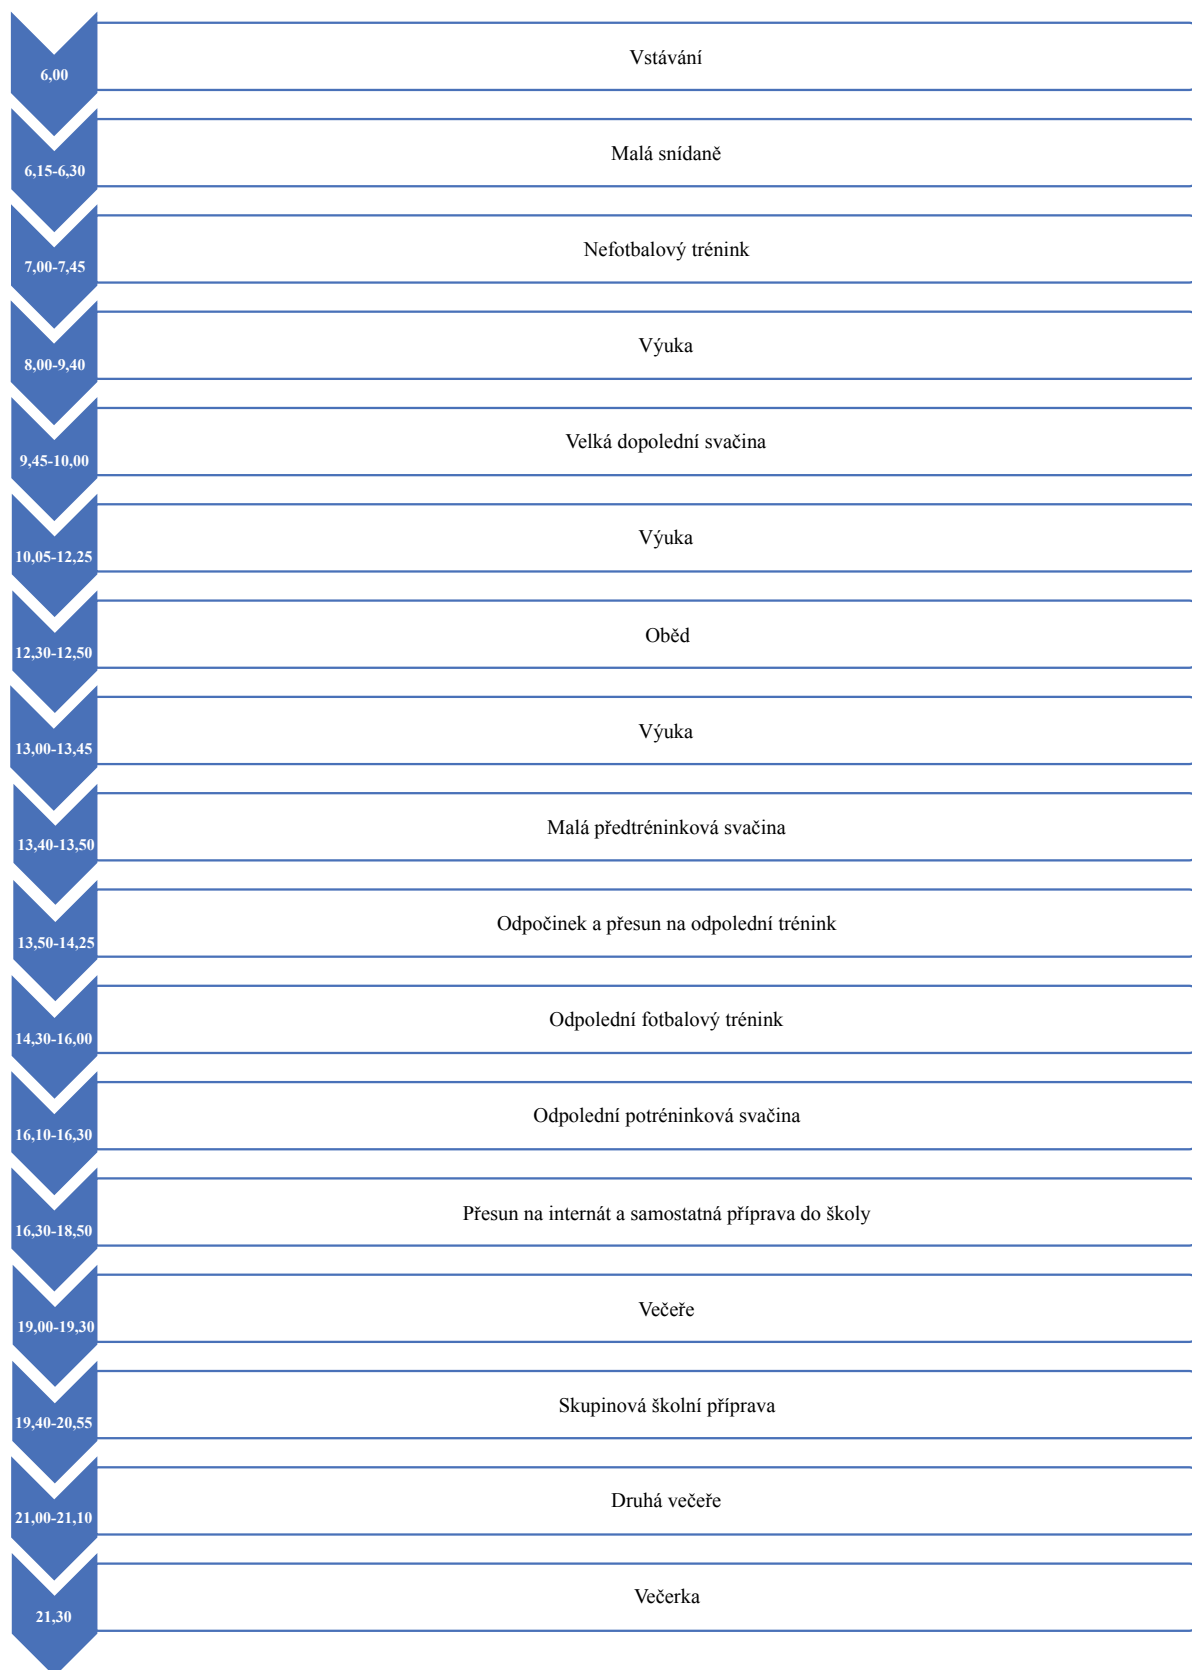 6,00
Vstávání
6,15-6,30
Malá snídaně
7,00-7,45
Nefotbalový trénink
8,00-9,40
Výuka
9,45-10,00
Velká dopolední svačina
10,05-12,25
Výuka
12,30-12,50
Oběd
13,00-13,45
Výuka
13,40-13,50
Malá předtréninková svačina
13,50-14,25
Odpočinek a přesun na odpolední trénink
14,30-16,00
Odpolední fotbalový trénink
16,10-16,30
Odpolední potréninková svačina
16,30-18,50
Přesun na internát a samostatná příprava do školy
19,00-19,30
Večeře
19,40-20,55
Skupinová školní příprava
21,00-21,10
Druhá večeře
21,30
Večerka